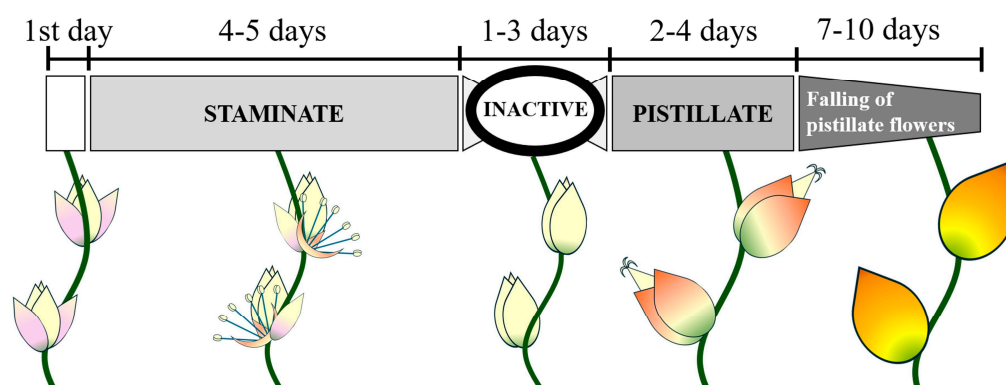 1st day 4-5 days 1-3 days 2-4 days 7-10 days
STAMINATE INACTIVE PISTILLATE Falling of
pistillate flowers